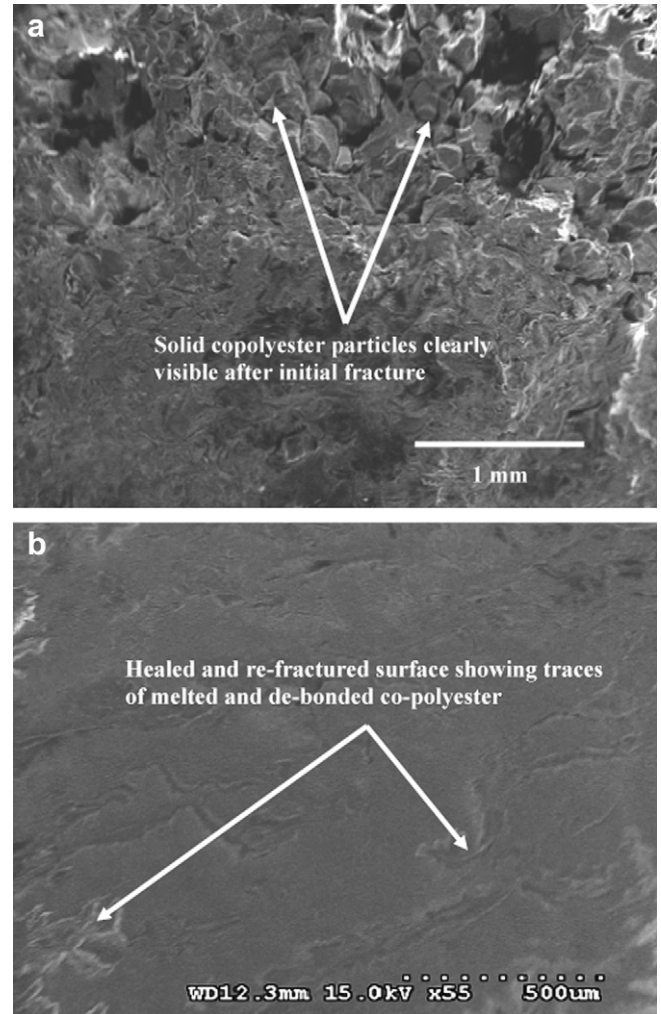 a
Solid copolyester particles clearly
visible after initial fracture
1 mm
b
Healed and re-fractured surface showing traces
of melted and de-bonded co-polyester
WD12.3mm 15.0kV x55 500um